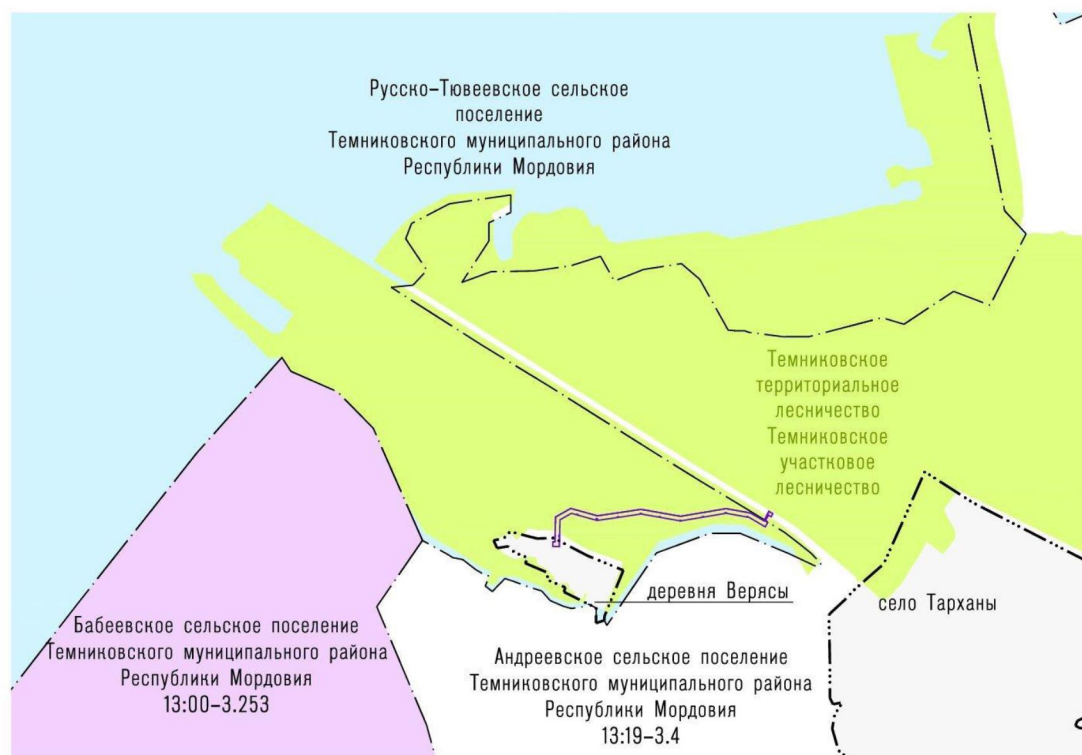 Русско-Тювеевское сельское
поселение
Темниковского муниципального района
Республики Мордовия
Темниковское
территориальное
лесничество
Темниковское
участковое
лесничество
деревня Верясы
село Тарханы
Бабеевское сельское поселение
Темниковского муниципального района
Республики Мордовия
13:00-3.253
Андреевское сельское поселение
Темниковского муниципального района
Республики Мордовия
13:19-3.4